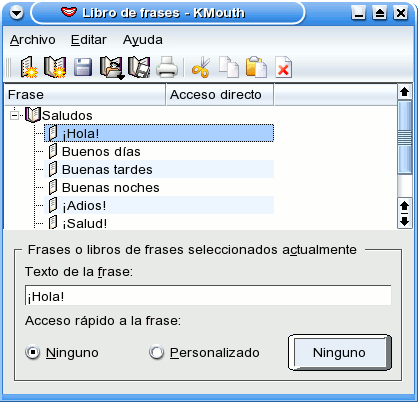 Libro de frases - KMouth
Archivo Editar Ayuda
Frase Acceso directo
Saludos
¡Hola!
Buenos días
Buenas tardes
Buenas noches
¡Adios!
¡Salud!
Frases o libros de frases seleccionados actualmente
Texto de la frase:
¡Hola!
Acceso rápido a la frase:
Ninguno Personalizado Ninguno